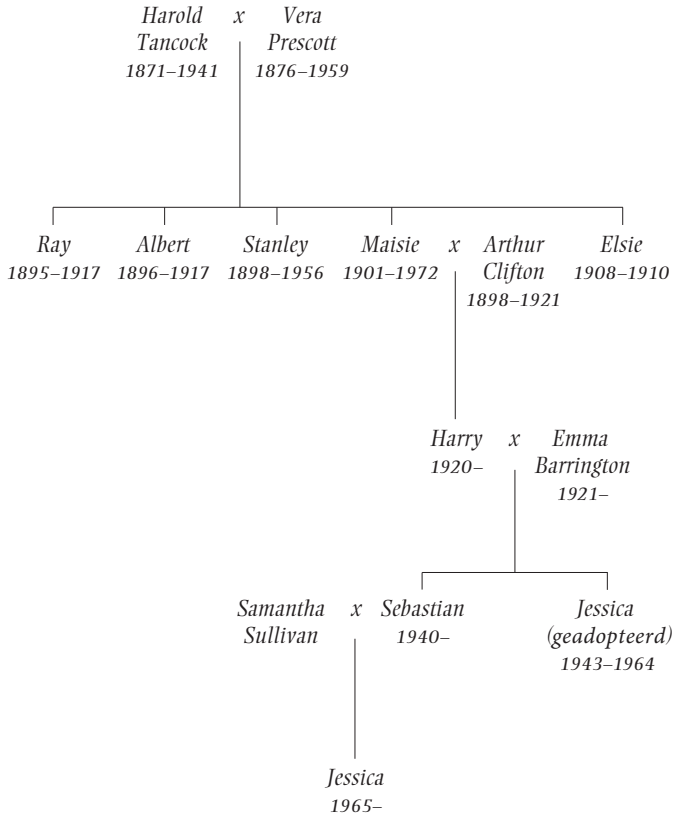 Harold x Vera
Tancock Prescott
1871–1941 1876–1959
Ray Albert Stanley Maisie x Arthur Elsie
1895–1917 1896–1917 1898–1956 1901–1972 Clifton 1908–1910
1898–1921
Harry x Emma
1920– Barrington
1921–
Samantha x Sebastian Jessica
Sullivan 1940– (geadopteerd)
1943–1964
Jessica
1965–